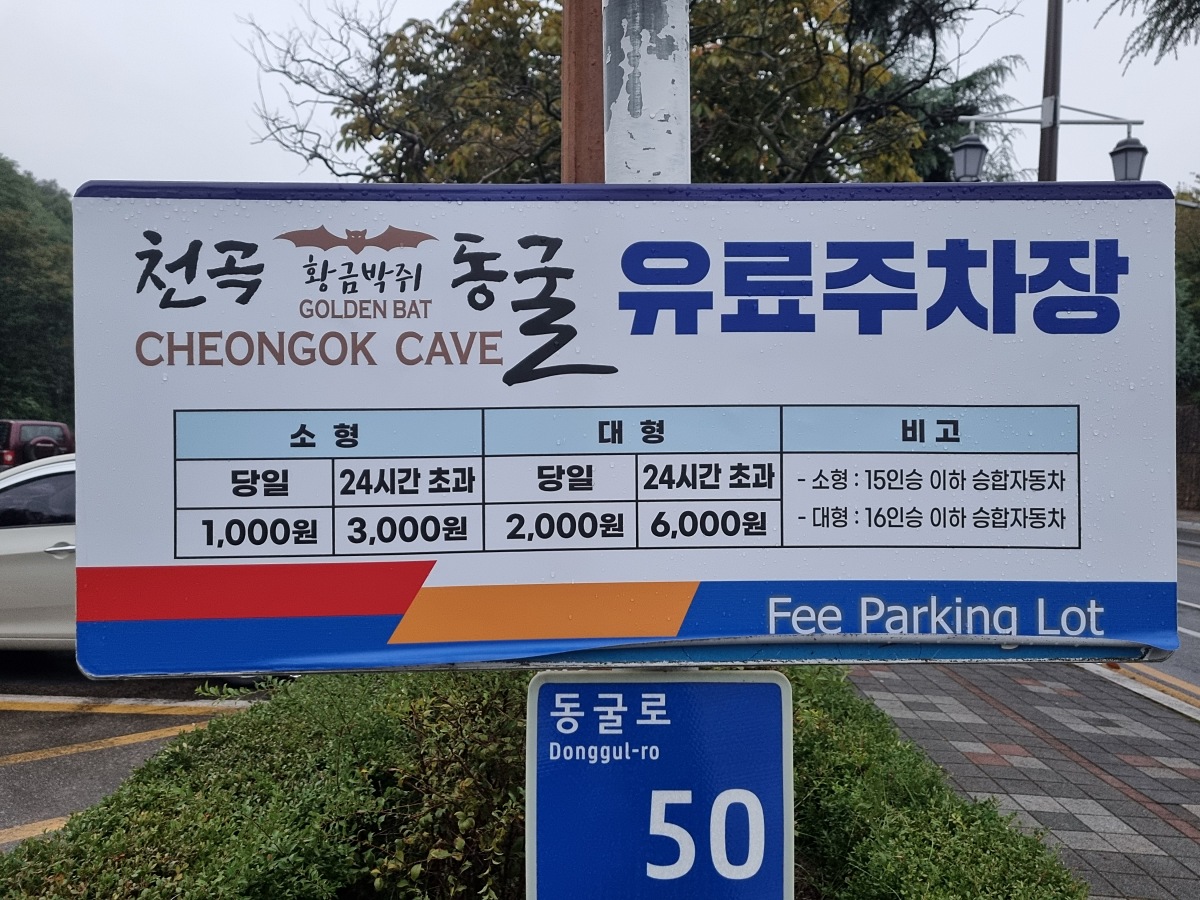 천곡 황금박쥐 동굴 유료주차장
GOLDEN BAT
CHEONGOK CAVE
소 형 대 형 비 고
당일 24시간 초과 당일 24시간 초과 - 소형 : 15인승 이하 승합자동차
1,000원 3,000원 2,000원 6,000원 - 대형 : 16인승 이하 승합자동차
Fee Parking Lot
동굴로
Donggul-ro
50